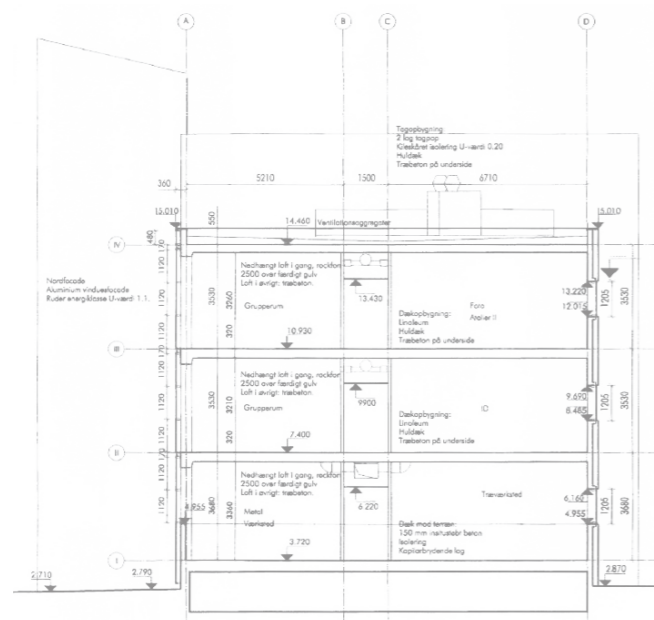 A B C D
Tagopbygning
2 lag tagpap
Kileskåret isolering U-værdi 0.20
Huldæk
Træbeton på underside
360 5210 1500 6710
15.010 550 14.460 Ventilationsaggregater 15.010
480
IV
170
Nordfacade
Aluminium vinduesfacade
Ruder energiklasse U-værdi 1.1.
1120
1120
1120
3530 3260 320
Nedhængt loft i gang, rockfon
2500 over færdigt gulv
Loft i øvrigt: træbeton.
Grupperum
10.930
13.430
Dækopbygning:
Linoleum
Huldæk
Træbeton på underside
Foto
Atelier II
13.220
12.015
1205 3530
III
170
1120
1120
1120
3530 3210 320
Nedhængt loft i gang, rockfon
2500 over færdigt gulv
Loft i øvrigt: træbeton.
Grupperum
7.400
9900
Dækopbygning:
Linoleum
Huldæk
Træbeton på underside
9.690
8.485
1205 3530
II
170
1120
1120
4.955 3680 3360
Nedhængt loft i gang, rockfon
2500 over færdigt gulv
Loft i øvrigt: træbeton.
Metal
Værksted
3.720
6.220
Træværksted
Dæk mod terræn:
150 mm insitustøbt beton
Isolering
Kapilarbrydende lag
6.160
4.955
1205 3680
I
2.710 2.790 2.870